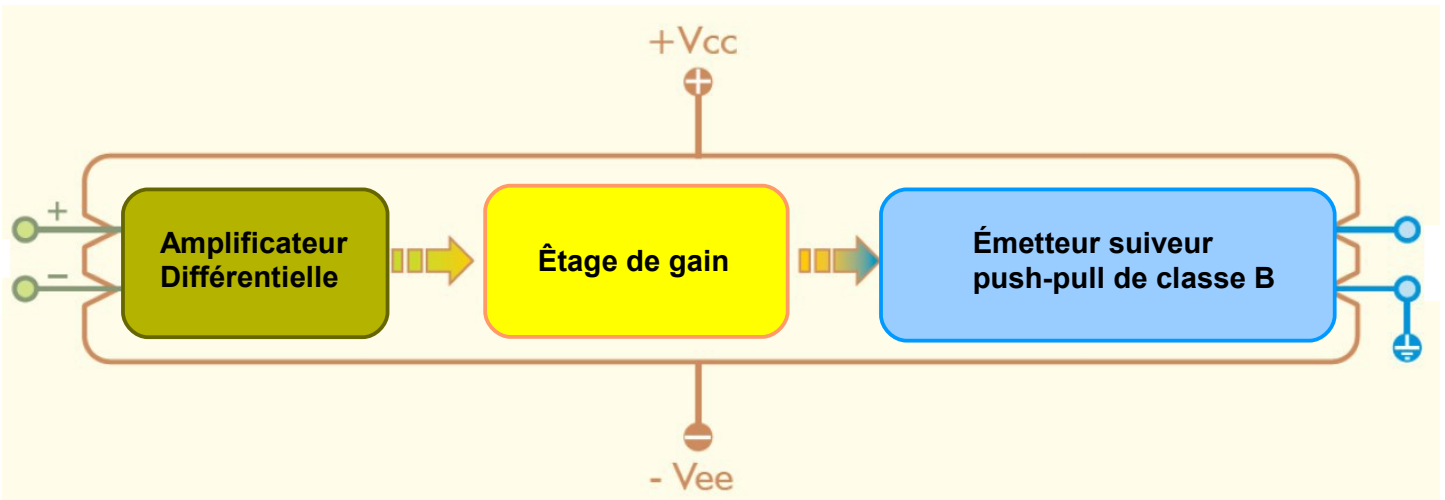 +Vcc
+
−
Amplificateur
Différentielle
Êtage de gain
Émetteur suiveur
push-pull de classe B
- Vee